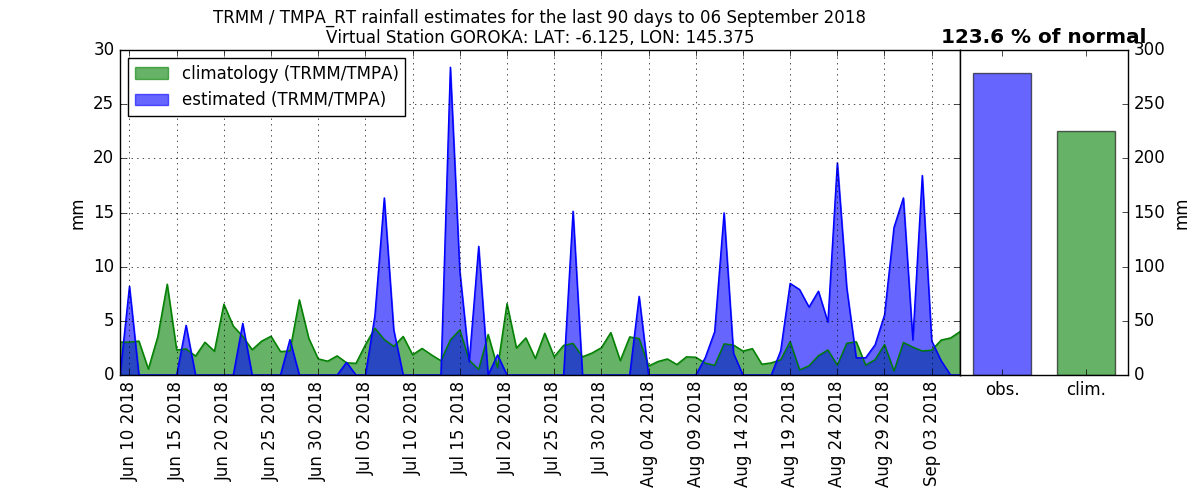 TRMM / TMPA_RT rainfall estimates for the last 90 days to 06 September 2018
Virtual Station GOROKA: LAT: -6.125, LON: 145.375
123.6 % of normal
climatology (TRMM/TMPA)
estimated (TRMM/TMPA)
30
25
20
15
10
5
0
mm
Jun 10 2018
Jun 15 2018
Jun 20 2018
Jun 25 2018
Jun 30 2018
Jul 05 2018
Jul 10 2018
Jul 15 2018
Jul 20 2018
Jul 25 2018
Jul 30 2018
Aug 04 2018
Aug 09 2018
Aug 14 2018
Aug 19 2018
Aug 24 2018
Aug 29 2018
Sep 03 2018
obs.
clim.
300
250
200
150
100
50
0
mm